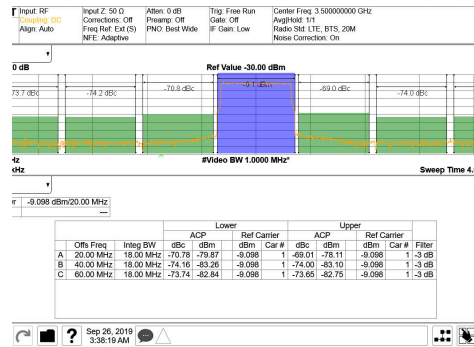 Input: RF Input Z: 50 Ω Atten: 0 dB Trig: Free Run Center Freq: 3.500000000 GHz
Coupling: DC Corrections: Off Preamp: Off Gate: Off Avg|Hold: 1/1
Align: Auto Freq Ref: Ext (S) PNO: Best Wide IF Gain: Low Radio Std: LTE, BTS, 20M
NFE: Adaptive Noise Correction: On
0 dB Ref Value -30.00 dBm
73.7 dBc -74.2 dBc -70.8 dBc -9.1 dBm -69.0 dBc -74.0 dBc
Hz #Video BW 1.0000 MHz*
kHz Sweep Time 4.
-9.098 dBm/20.00 MHz
---
Lower Upper
ACP Ref Carrier ACP Ref Carrier
Offs Freq Integ BW dBc dBm dBm Car # dBc dBm dBm Car # Filter
A 20.00 MHz 18.00 MHz -70.78 -79.87 -9.098 1 -69.01 -78.11 -9.098 1 -3 dB
B 40.00 MHz 18.00 MHz -74.16 -83.26 -9.098 1 -74.00 -83.10 -9.098 1 -3 dB
C 60.00 MHz 18.00 MHz -73.74 -82.84 -9.098 1 -73.65 -82.75 -9.098 1 -3 dB
? Sep 26, 2019
3:38:19 AM